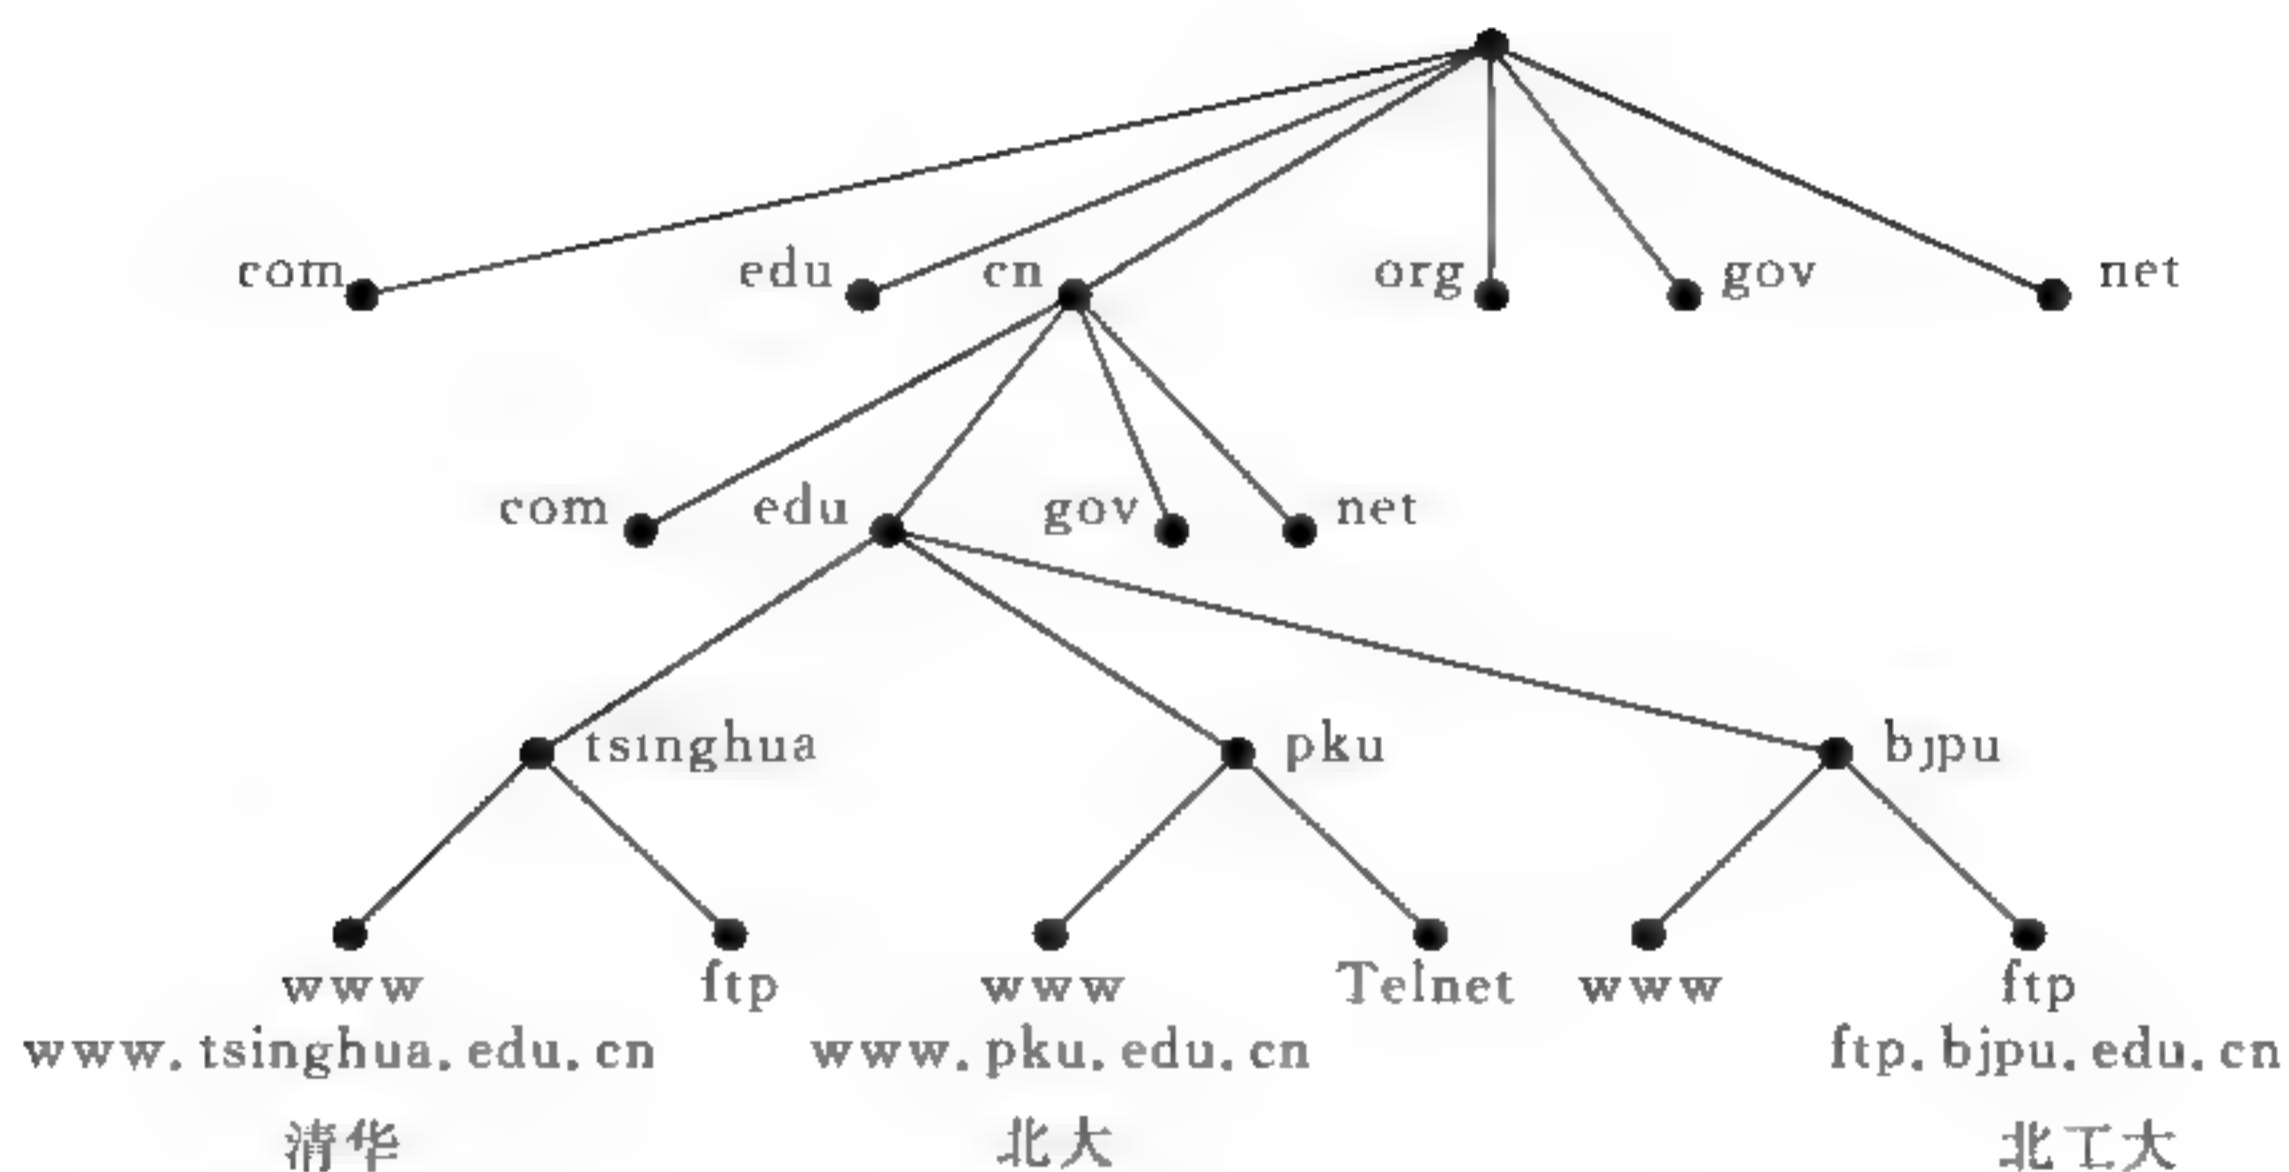 com edu cn org gov net
com edu gov net
tsinghua pku bjpu
www ftp www Telnet www ftp
www.tsinghua.edu.cn www.pku.edu.cn ftp.bjpu.edu.cn
清华 北大 北工大